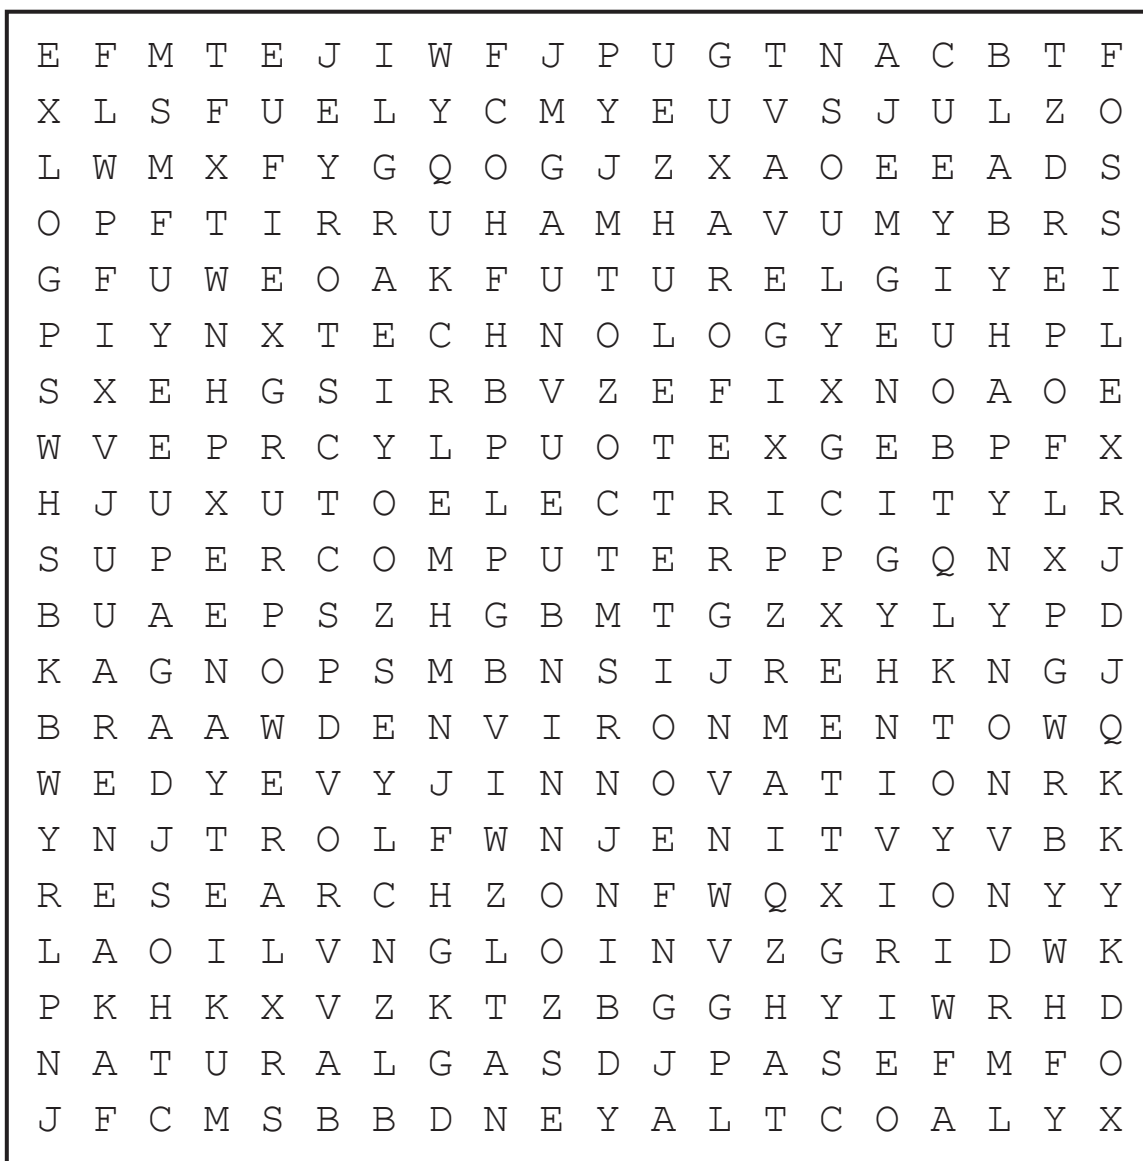 E F M T E J I W F J P U G T N A C B T F
X L S F U E L Y C M Y E U V S J U L Z O
L W M X F Y G Q O G J Z X A O E E A D S
O P F T I R R U H A M H A V U M Y B R S
G F U W E O A K F U T U R E L G I Y E I
P I Y N X T E C H N O L O G Y E U H P L
S X E H G S I R B V Z E F I X N O A O E
W V E P R C Y L P U O T E X G E B P F X
H J U X U T O E L E C T R I C I T Y L R
S U P E R C O M P U T E R P P G Q N X J
B U A E P S Z H G B M T G Z X Y L Y P D
K A G N O P S M B N S I J R E H K N G J
B R A A W D E N V I R O N M E N T O W Q
W E D Y E V Y J I N N O V A T I O N R K
Y N J T R O L F W N J E N I T V Y V B K
R E S E A R C H Z O N F W Q X I O N Y Y
L A O I L V N G L O I N V Z G R I D W K
P K H K X V Z K T Z B G G H Y I W R H D
N A T U R A L G A S D J P A S E F M F O
J F C M S B B D N E Y A L T C O A L Y X